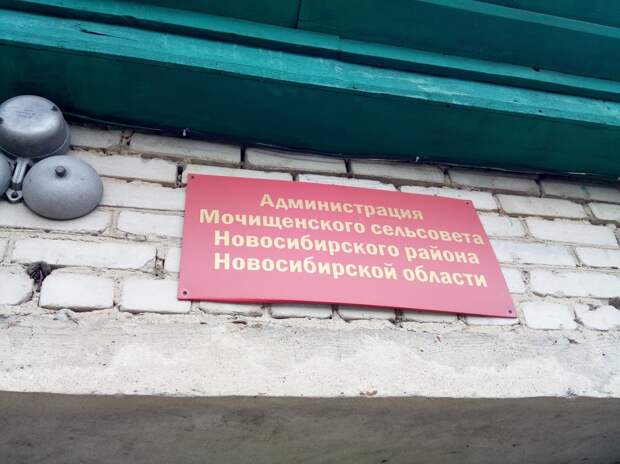 Администрация
Мочищенского сельсовета
Новосибирского района
Новосибирской области